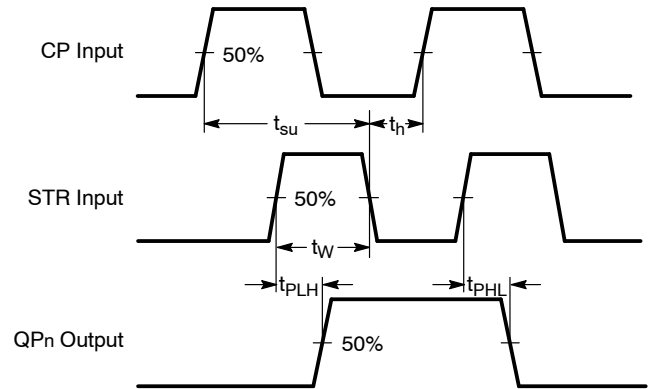 CP Input
50%
tsu
th
STR Input
50%
tW
tPLH
tPHL
QPn Output
50%